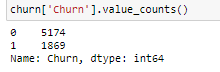 churn['Churn'].value_counts()
0    5174
1    1869
Name: Churn, dtype: int64